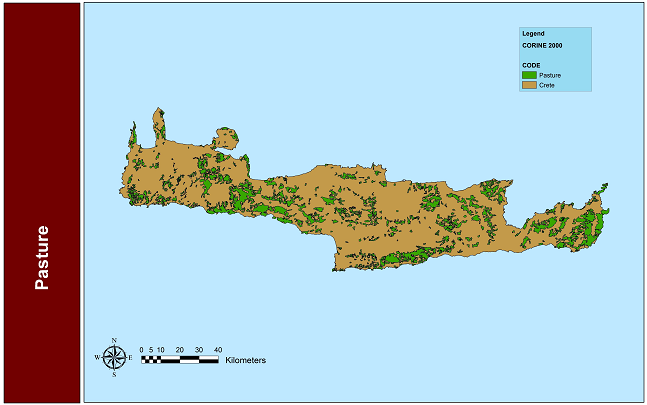 Pasture
Legend
CORINE 2000
CODE
Pasture
Crete
N
W E
S
0 5 10 20 30 40
Kilometers